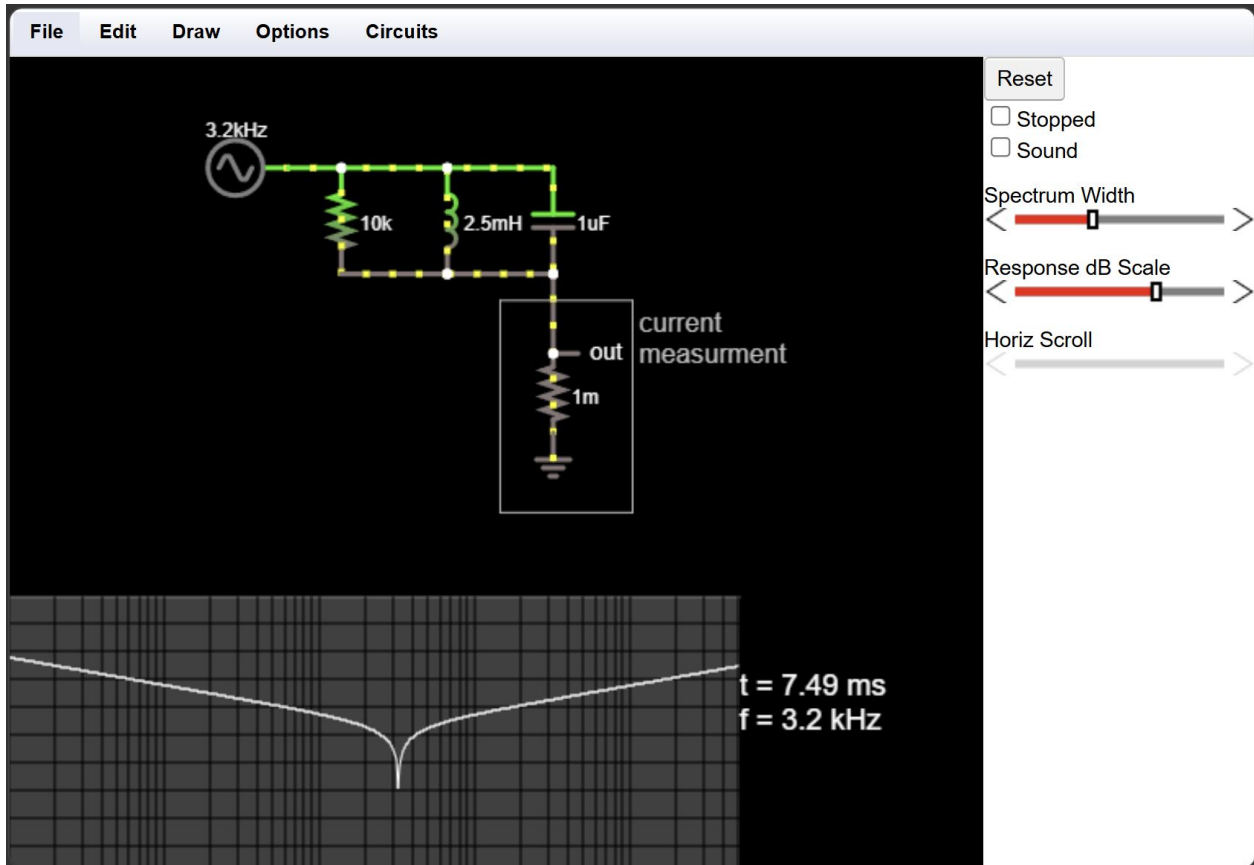 File Edit Draw Options Circuits
Reset
Stopped
Sound
Spectrum Width
Response dB Scale
Horiz Scroll
3.2kHz
10k
2.5mH
1uF
current
out measurment
1m
t = 7.49 ms
f = 3.2 kHz